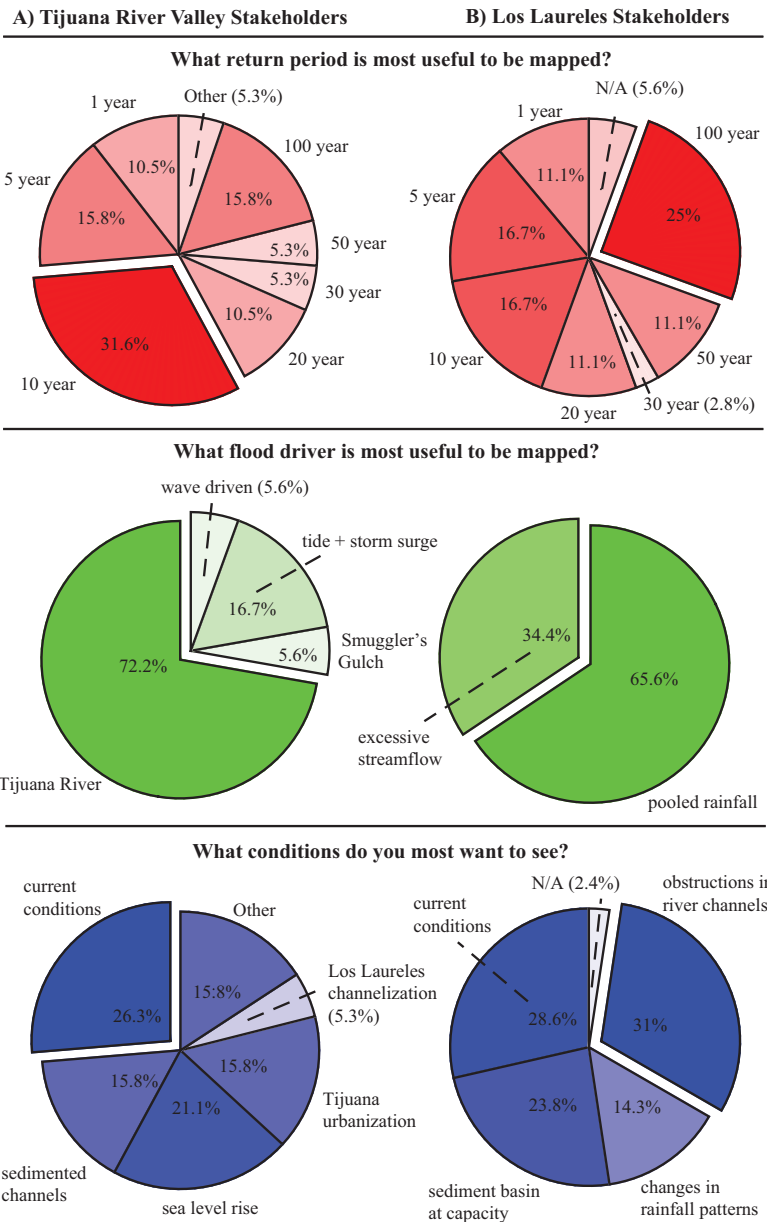 A) Tijuana River Valley Stakeholders
B) Los Laureles Stakeholders
What return period is most useful to be mapped?
Other (5.3%)
1 year
100 year
5 year
10.5%
15.8%
15.8%
50 year
5.3%
5.3%
30 year
10.5%
20 year
31.6%
10 year
N/A (5.6%)
1 year
100 year
11.1%
5 year
25%
16.7%
16.7%
11.1%
50 year
10 year
11.1%
30 year (2.8%)
20 year
What flood driver is most useful to be mapped?
wave driven (5.6%)
tide + storm surge
16.7%
Smuggler's
Gulch
5.6%
72.2%
Tijuana River
34.4%
65.6%
excessive
streamflow
pooled rainfall
What conditions do you most want to see?
current
conditions
Other
15:8%
Los Laureles
channelization
(5.3%)
26.3%
15.8%
15.8%
21.1%
Tijuana
urbanization
sedimented
channels
sea level rise
N/A (2.4%)
obstructions in
river channels
current
conditions
28.6%
31%
23.8%
14.3%
sediment basin
at capacity
changes in
rainfall patterns